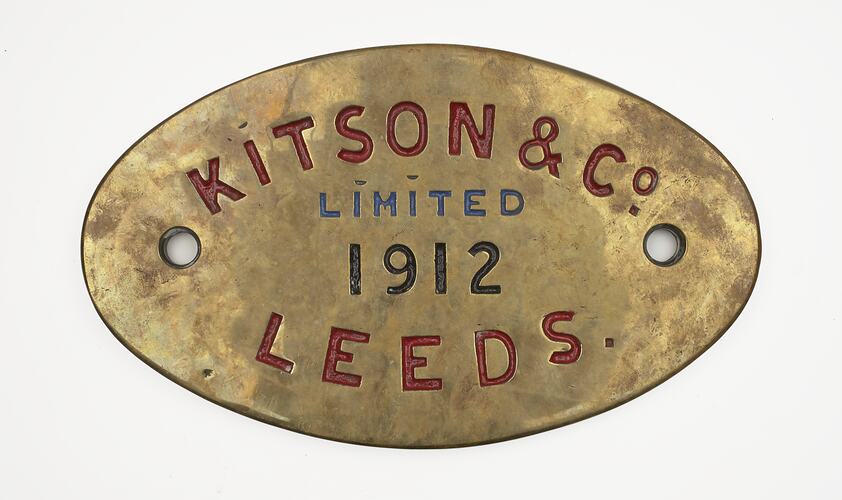 KITSON & Co.
LIMITED
1912
LEEDS.